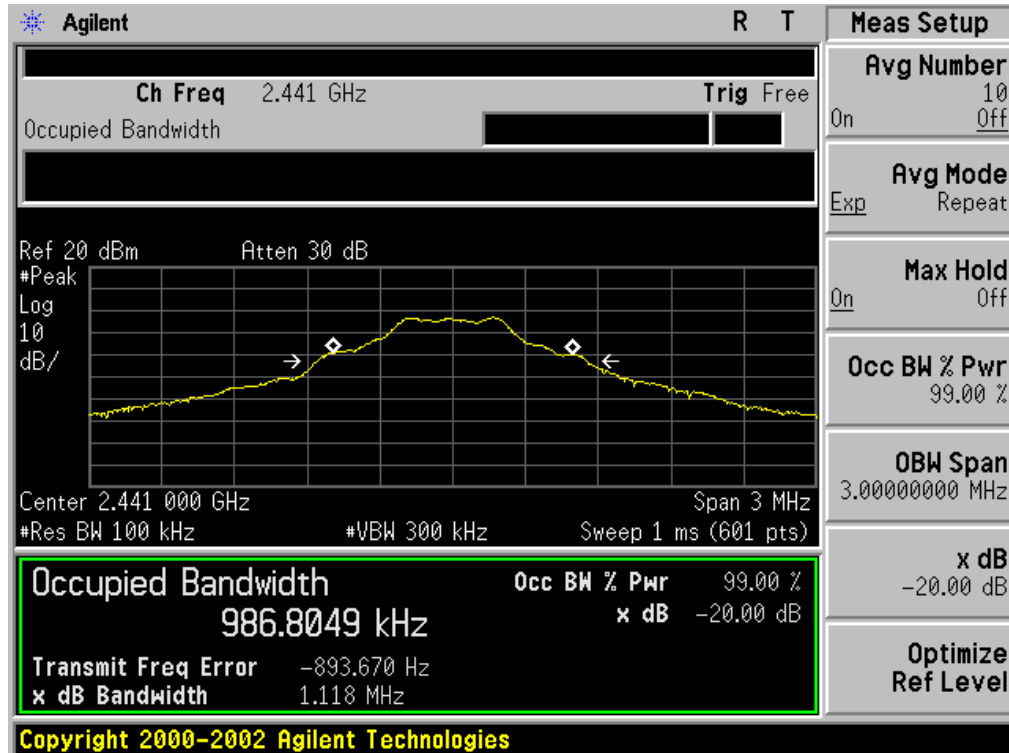 Agilent R T
Ch Freq 2.441 GHz Trig Free
Occupied Bandwidth
Ref 20 dBm Atten 30 dB
#Peak
Log
10
dB/
Center 2.441 000 GHz Span 3 MHz
#Res BW 100 kHz #VBW 300 kHz Sweep 1 ms (601 pts)
Occupied Bandwidth
986.8049 kHz
Occ BW % Pwr 99.00 %
x dB -20.00 dB
Transmit Freq Error -893.670 Hz
x dB Bandwidth 1.118 MHz
Copyright 2000-2002 Agilent Technologies
Meas Setup
Avg Number
10
On Off
Avg Mode
Exp Repeat
Max Hold
On Off
Occ BW % Pwr
99.00 %
OBW Span
3.00000000 MHz
x dB
-20.00 dB
Optimize
Ref Level